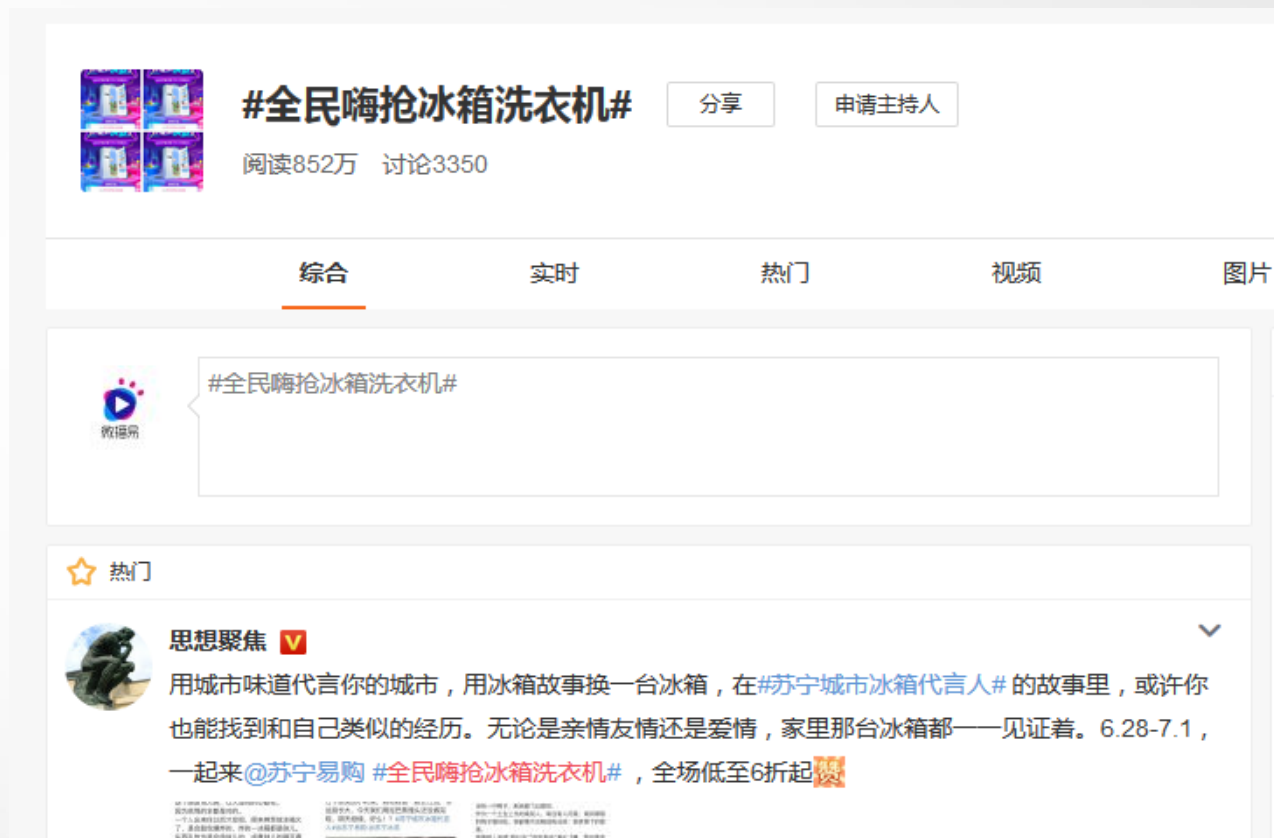 #全民嗨抢冰箱洗衣机#
分享
申请主持人
阅读852万 讨论3350
综合
实时
热门
视频
图片
#全民嗨抢冰箱洗衣机#
微播易
热门
思想聚焦
用城市味道代言你的城市，用冰箱故事换一台冰箱，在#苏宁城市冰箱代言人# 的故事里，或许你
也能找到和自己类似的经历。无论是亲情友情还是爱情，家里那台冰箱都一一见证着。6.28-7.1，
一起来@苏宁易购 #全民嗨抢冰箱洗衣机# ，全场低至6折起